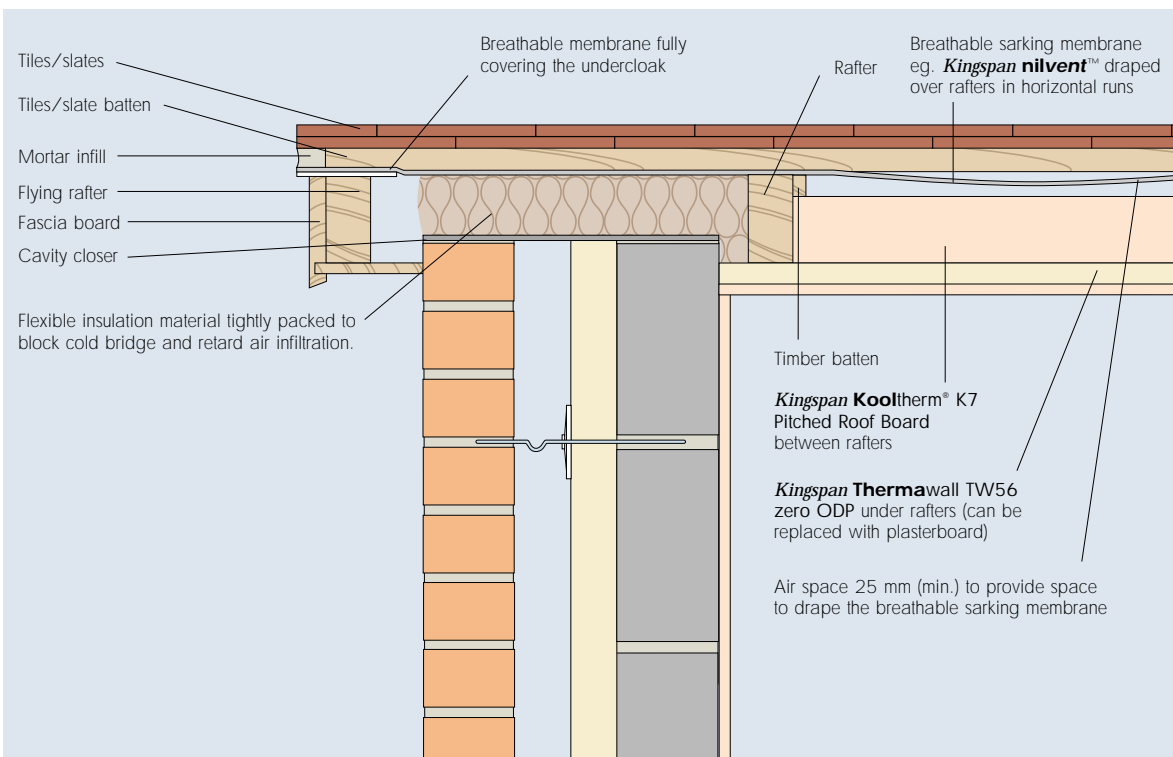 Tiles/slates
Tiles/slate batten
Mortar infill
Flying rafter
Fascia board
Cavity closer
Flexible insulation material tightly packed to
block cold bridge and retard air infiltration.
Breathable membrane fully
covering the undercloak
Rafter
Breathable sarking membrane
eg. Kingspan nilvent™ draped
over rafters in horizontal runs
Timber batten
Kingspan Kooltherm® K7
Pitched Roof Board
between rafters
Kingspan Thermawall TW56
zero ODP under rafters (can be
replaced with plasterboard)
Air space 25 mm (min.) to provide space
to drape the breathable sarking membrane